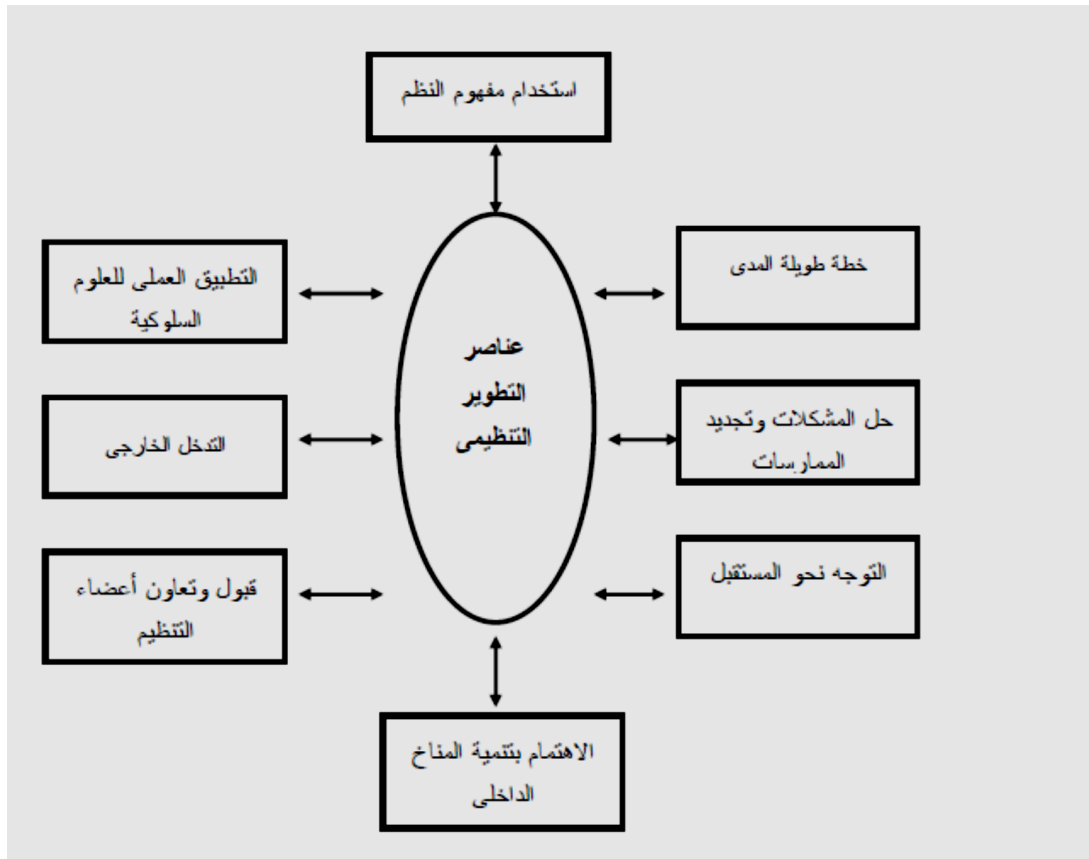 استخدام مفهوم النظم
خطة طويلة المدى
التطبيق العملى للعلوم
السلوكية
عناصر
التطوير
التنظيمى
حل المشكلات وتجديد
الممارسات
التدخل الخارجى
التوجه نحو المستقبل
قبول وتعاون أعضاء
التنظيم
الاهتمام بتنمية المناخ
الداخلى